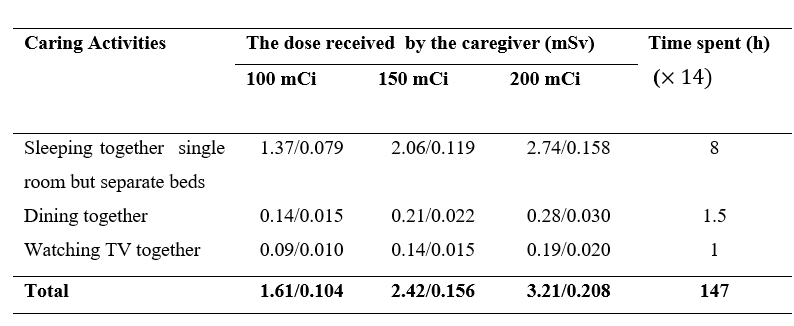 Caring Activities The dose received by the caregiver (mSv) Time spent (h)
100 mCi 150 mCi 200 mCi (× 14)
Sleeping together single 1.37/0.079 2.06/0.119 2.74/0.158 8
room but separate beds
Dining together 0.14/0.015 0.21/0.022 0.28/0.030 1.5
Watching TV together 0.09/0.010 0.14/0.015 0.19/0.020 1
Total 1.61/0.104 2.42/0.156 3.21/0.208 147